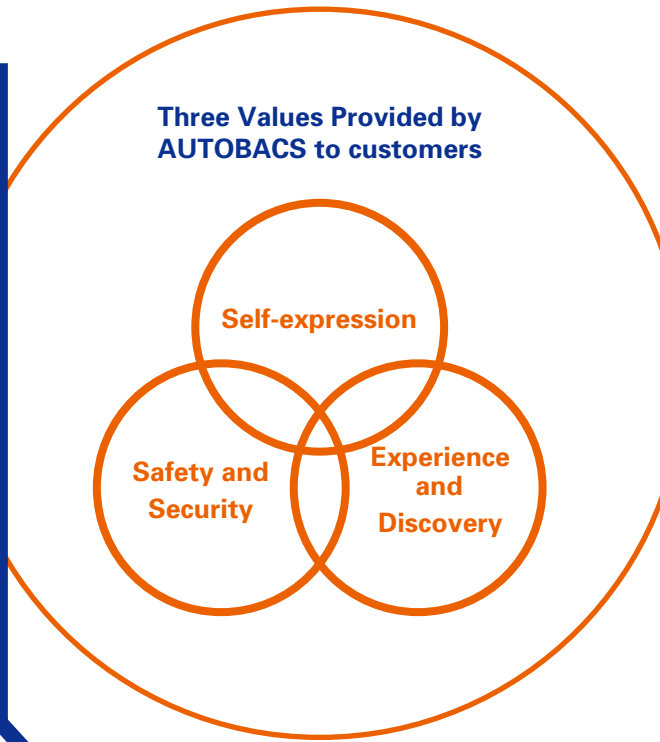 Three Values Provided by
AUTOBACS to customers
Self-expression
Safety and
Security
Experience
and
Discovery